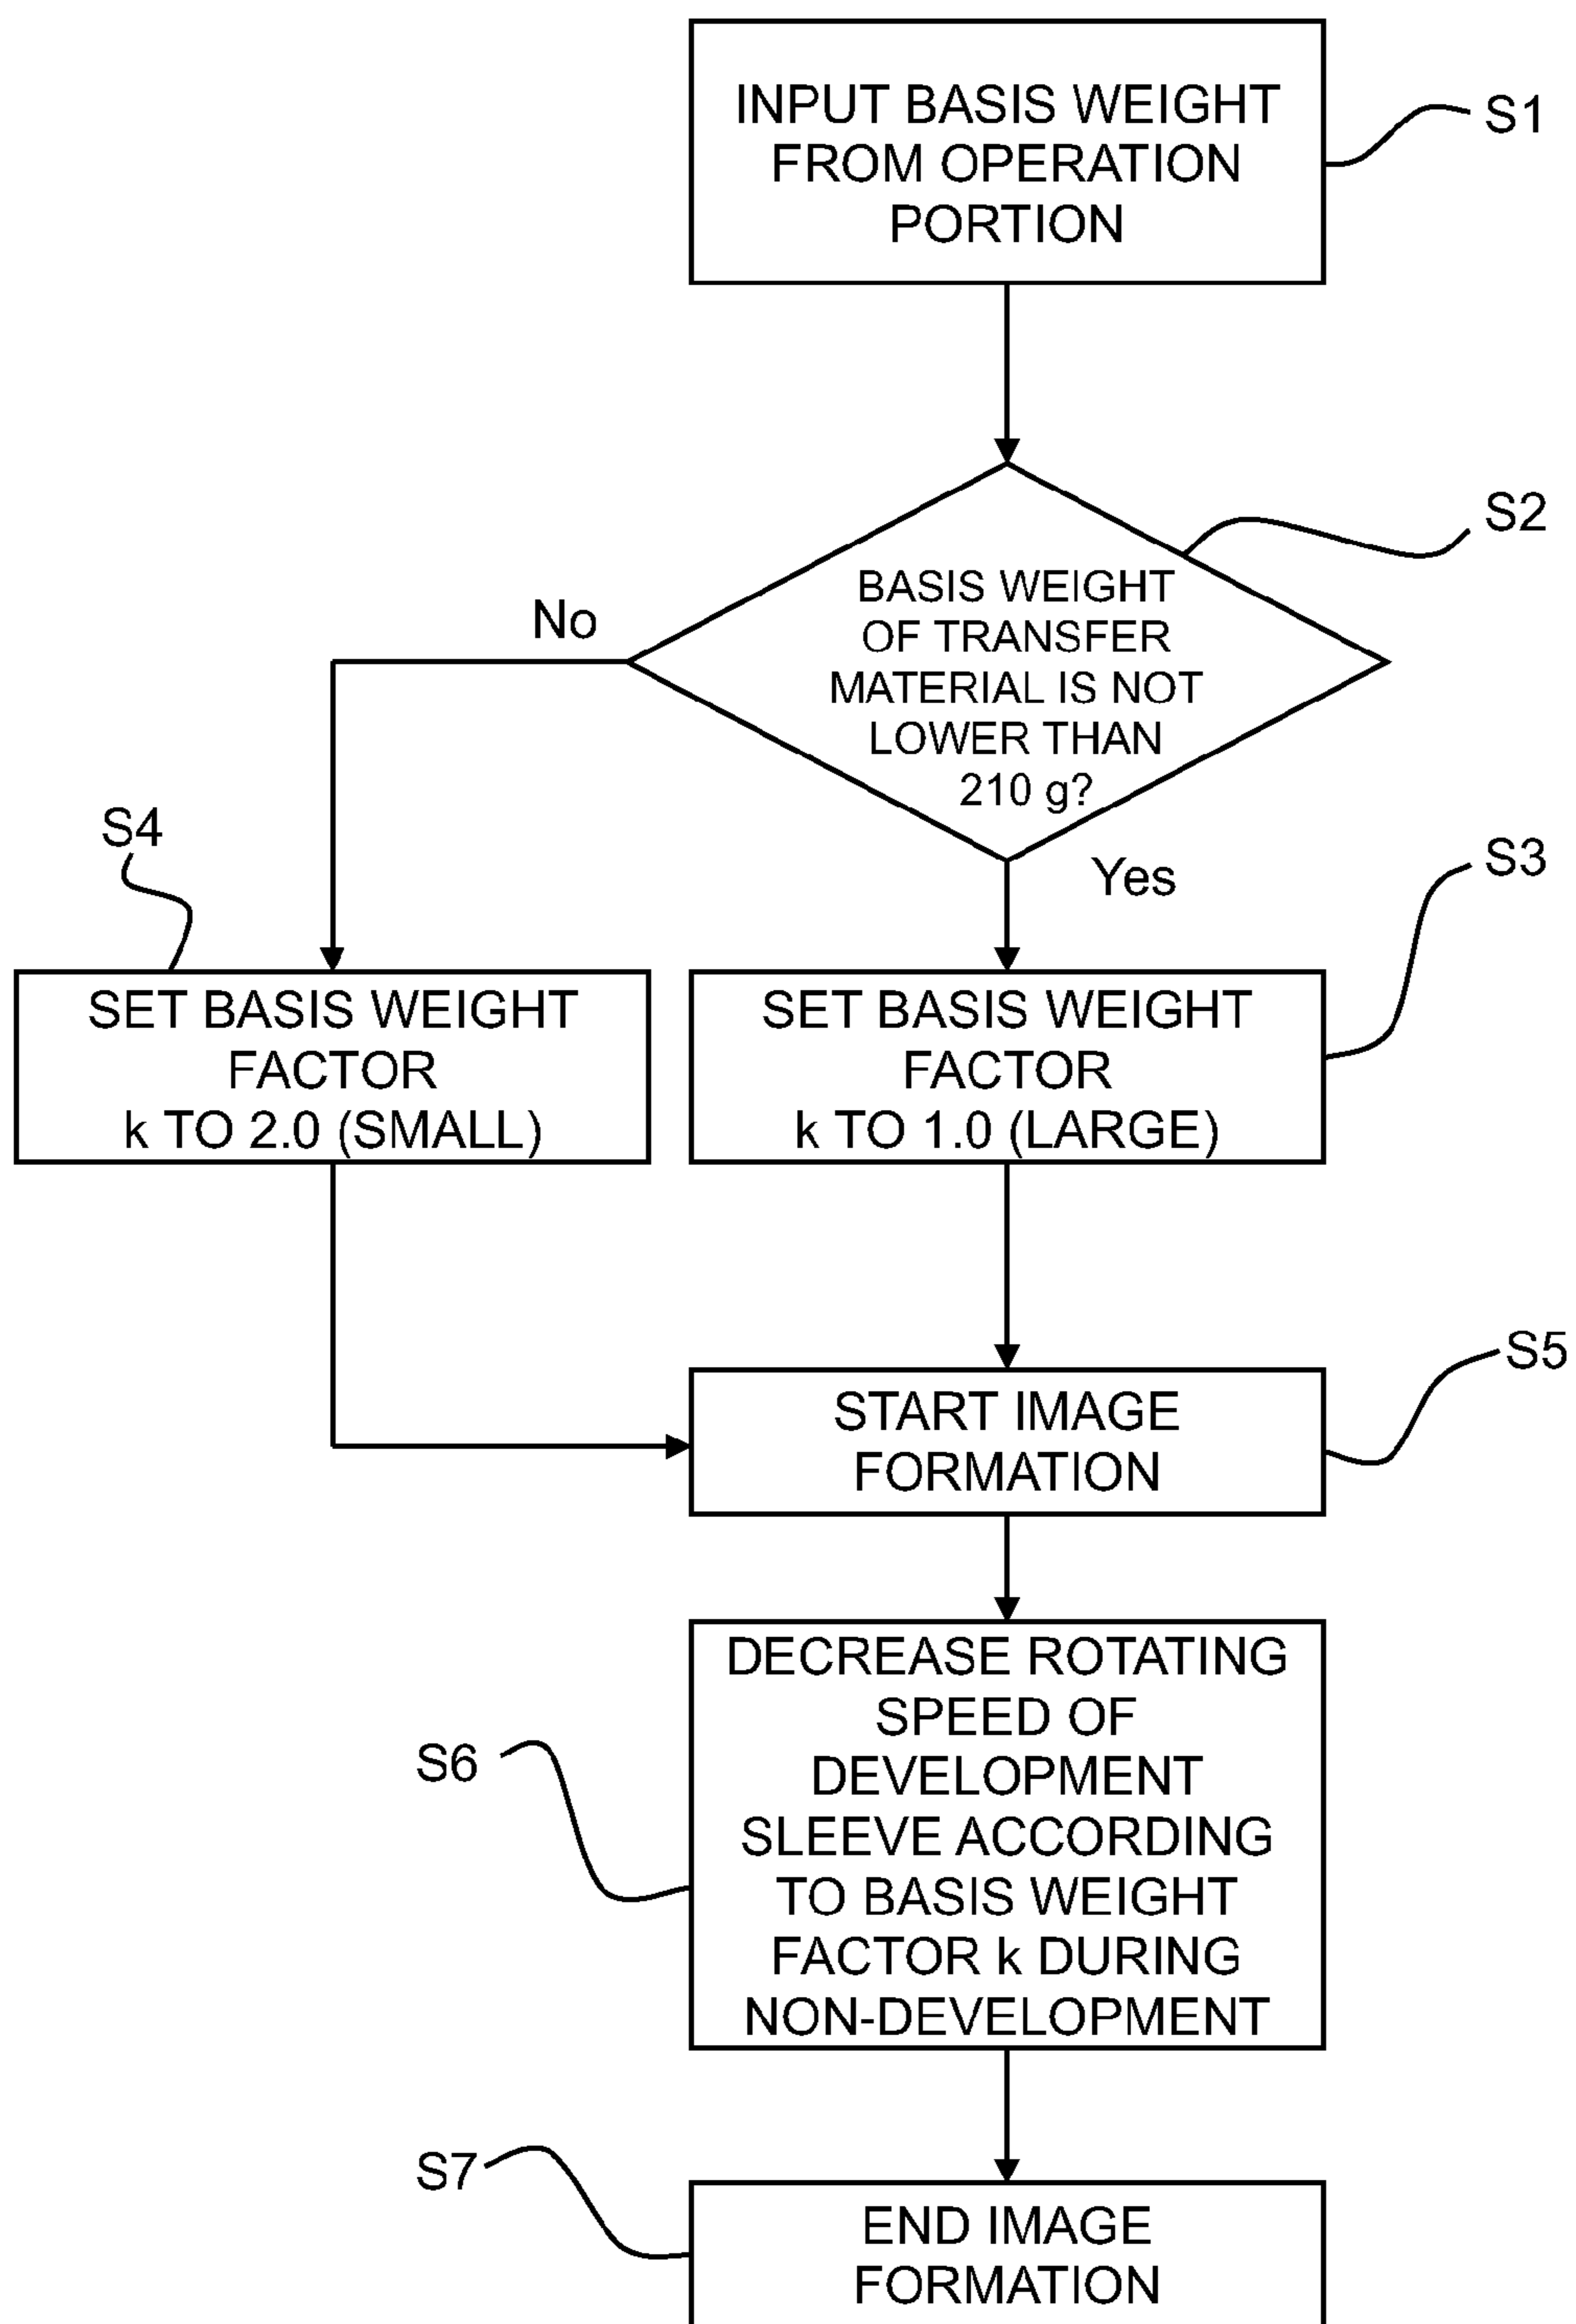 INPUT BASIS WEIGHT
FROM OPERATION
PORTION
S1
S2
BASIS WEIGHT
OF TRANSFER
MATERIAL IS NOT
LOWER THAN
210 g?
No
Yes
S4
S3
SET BASIS WEIGHT
FACTOR
k TO 2.0 (SMALL)
SET BASIS WEIGHT
FACTOR
k TO 1.0 (LARGE)
S5
START IMAGE
FORMATION
S6
DECREASE ROTATING
SPEED OF
DEVELOPMENT
SLEEVE ACCORDING
TO BASIS WEIGHT
FACTOR k DURING
NON-DEVELOPMENT
S7
END IMAGE
FORMATION